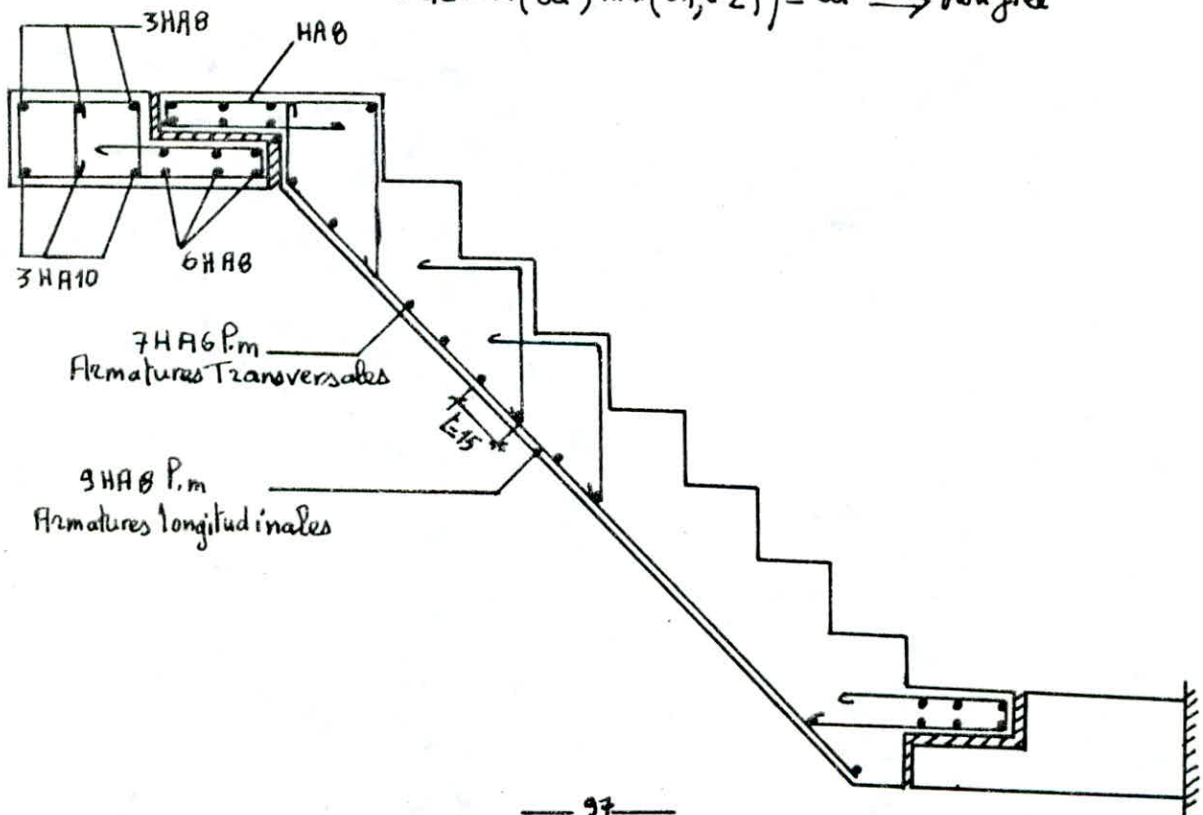 3HA8
HA8
3HA10
6HA8
7HA6 P.m
Armatures Transversales
t=15
9HA8 P.m
Armatures longitudinales
97